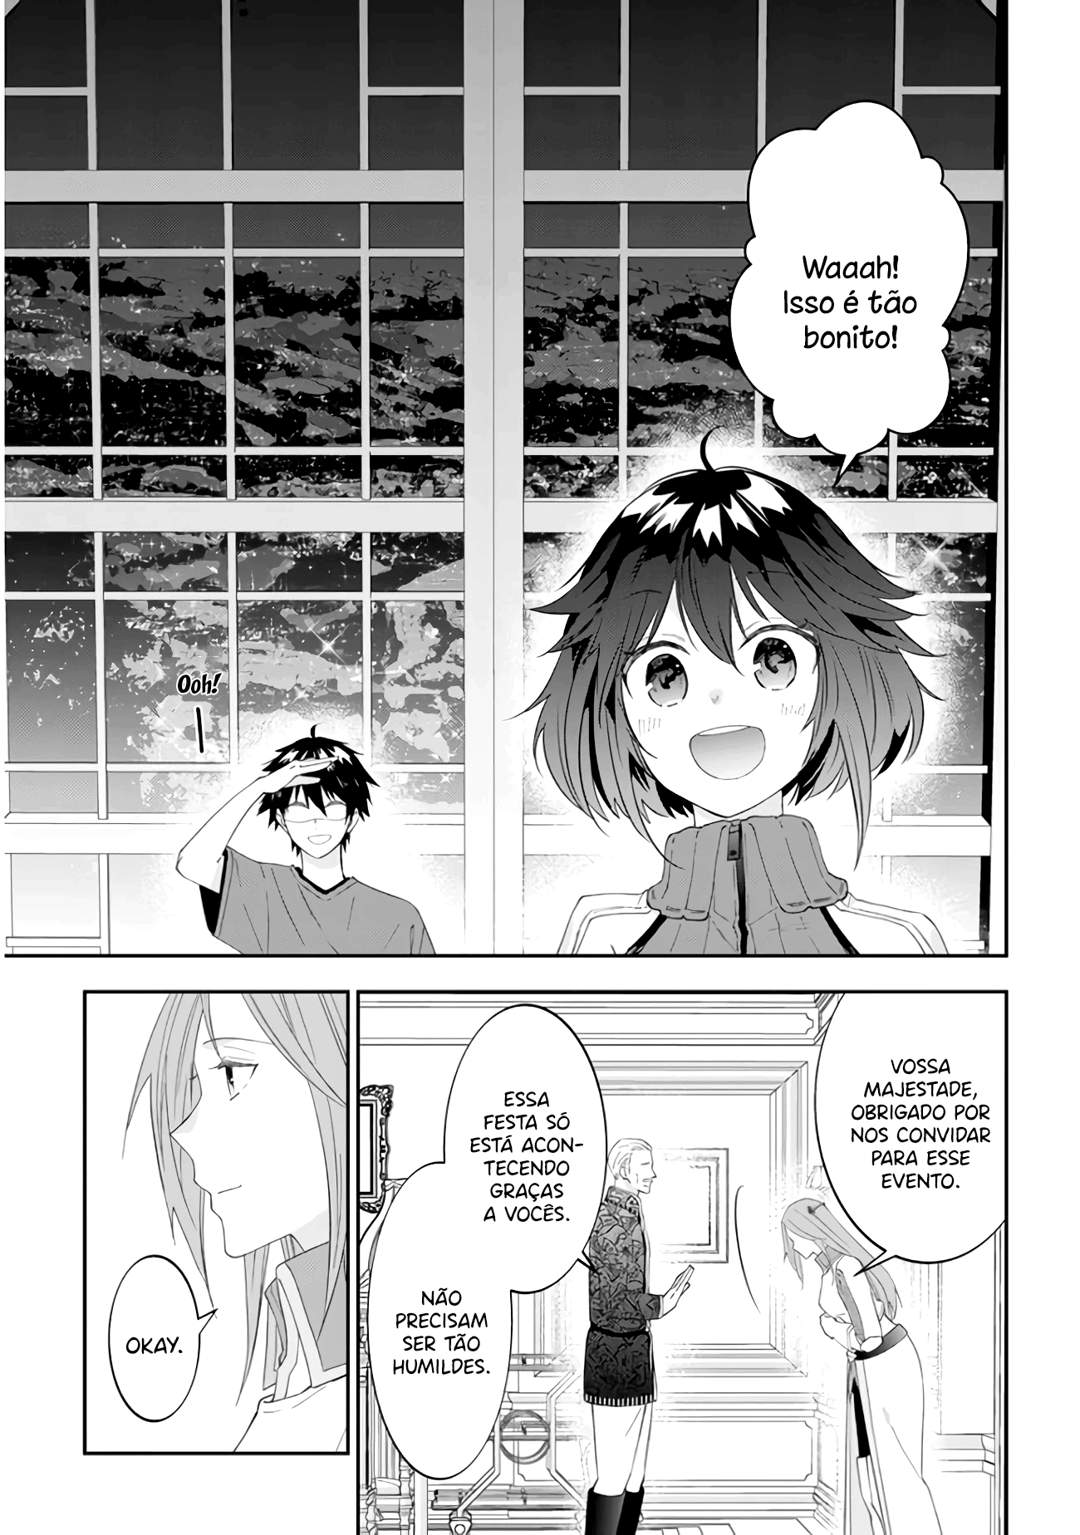 Waaah!
Isso é tão
bonito!
Ooh!
VOSSA
MAJESTADE,
OBRIGADO POR
NOS CONVIDAR
PARA ESSE
EVENTO.
ESSA
FESTA SÓ
ESTÁ ACON-
TECENDO
GRAÇAS
A VOCÊS.
NÃO
PRECISAM
SER TÃO
HUMILDES.
OKAY.